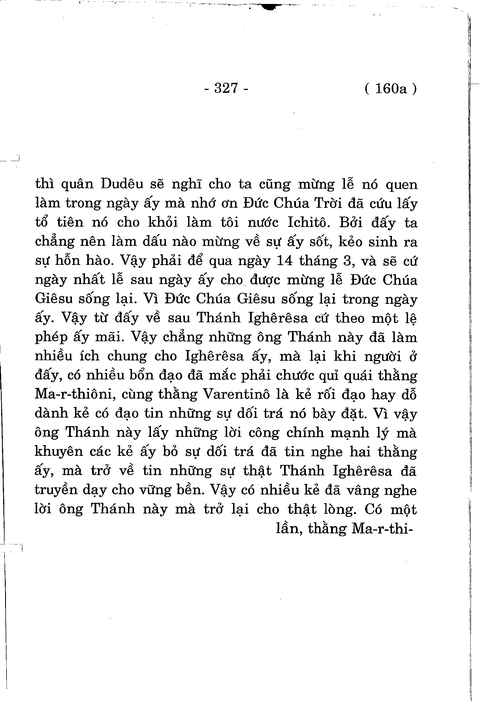 - 327 - ( 160a )
thì quân Dudêu sẽ nghĩ cho ta cũng mừng lễ nó quen
làm trong ngày ấy mà nhớ ơn Đức Chúa Trời đã cứu lấy
tổ tiên nó cho khỏi làm tôi nước Ichitô. Bởi đấy ta
chẳng nên làm dấu nào mừng về sự ấy sốt, kẻo sinh ra
sự hỗn hào. Vậy phải để qua ngày 14 tháng 3, và sẽ cứ
ngày nhất lễ sau ngày ấy cho được mừng lễ Đức Chúa
Giêsu sống lại. Vì Đức Chúa Giêsu sống lại trong ngày
ấy. Vậy từ đấy về sau Thánh Ighêrêsa cứ theo một lệ
phép ấy mãi. Vậy chẳng những ông Thánh này đã làm
nhiều ích chung cho Ighêrêsa ấy, mà lại khi người ở
đấy, có nhiều bổn đạo đã mắc phải chước quỉ quái thằng
Ma-r-thiôni, cùng thằng Varentinô là kẻ rối đạo hay dỗ
dành kẻ có đạo tin những sự dối trá nó bày đặt. Vì vậy
ông Thánh này lấy những lời công chính mạnh lý mà
khuyên các kẻ ấy bỏ sự dối trá đã tin nghe hai thằng
ấy, mà trở về tin những sự thật Thánh Ighêrêsa đã
truyền dạy cho vững bền. Vậy có nhiều kẻ đã vâng nghe
lời ông Thánh này mà trở lại cho thật lòng. Có một
lần, thằng Ma-r-thi-